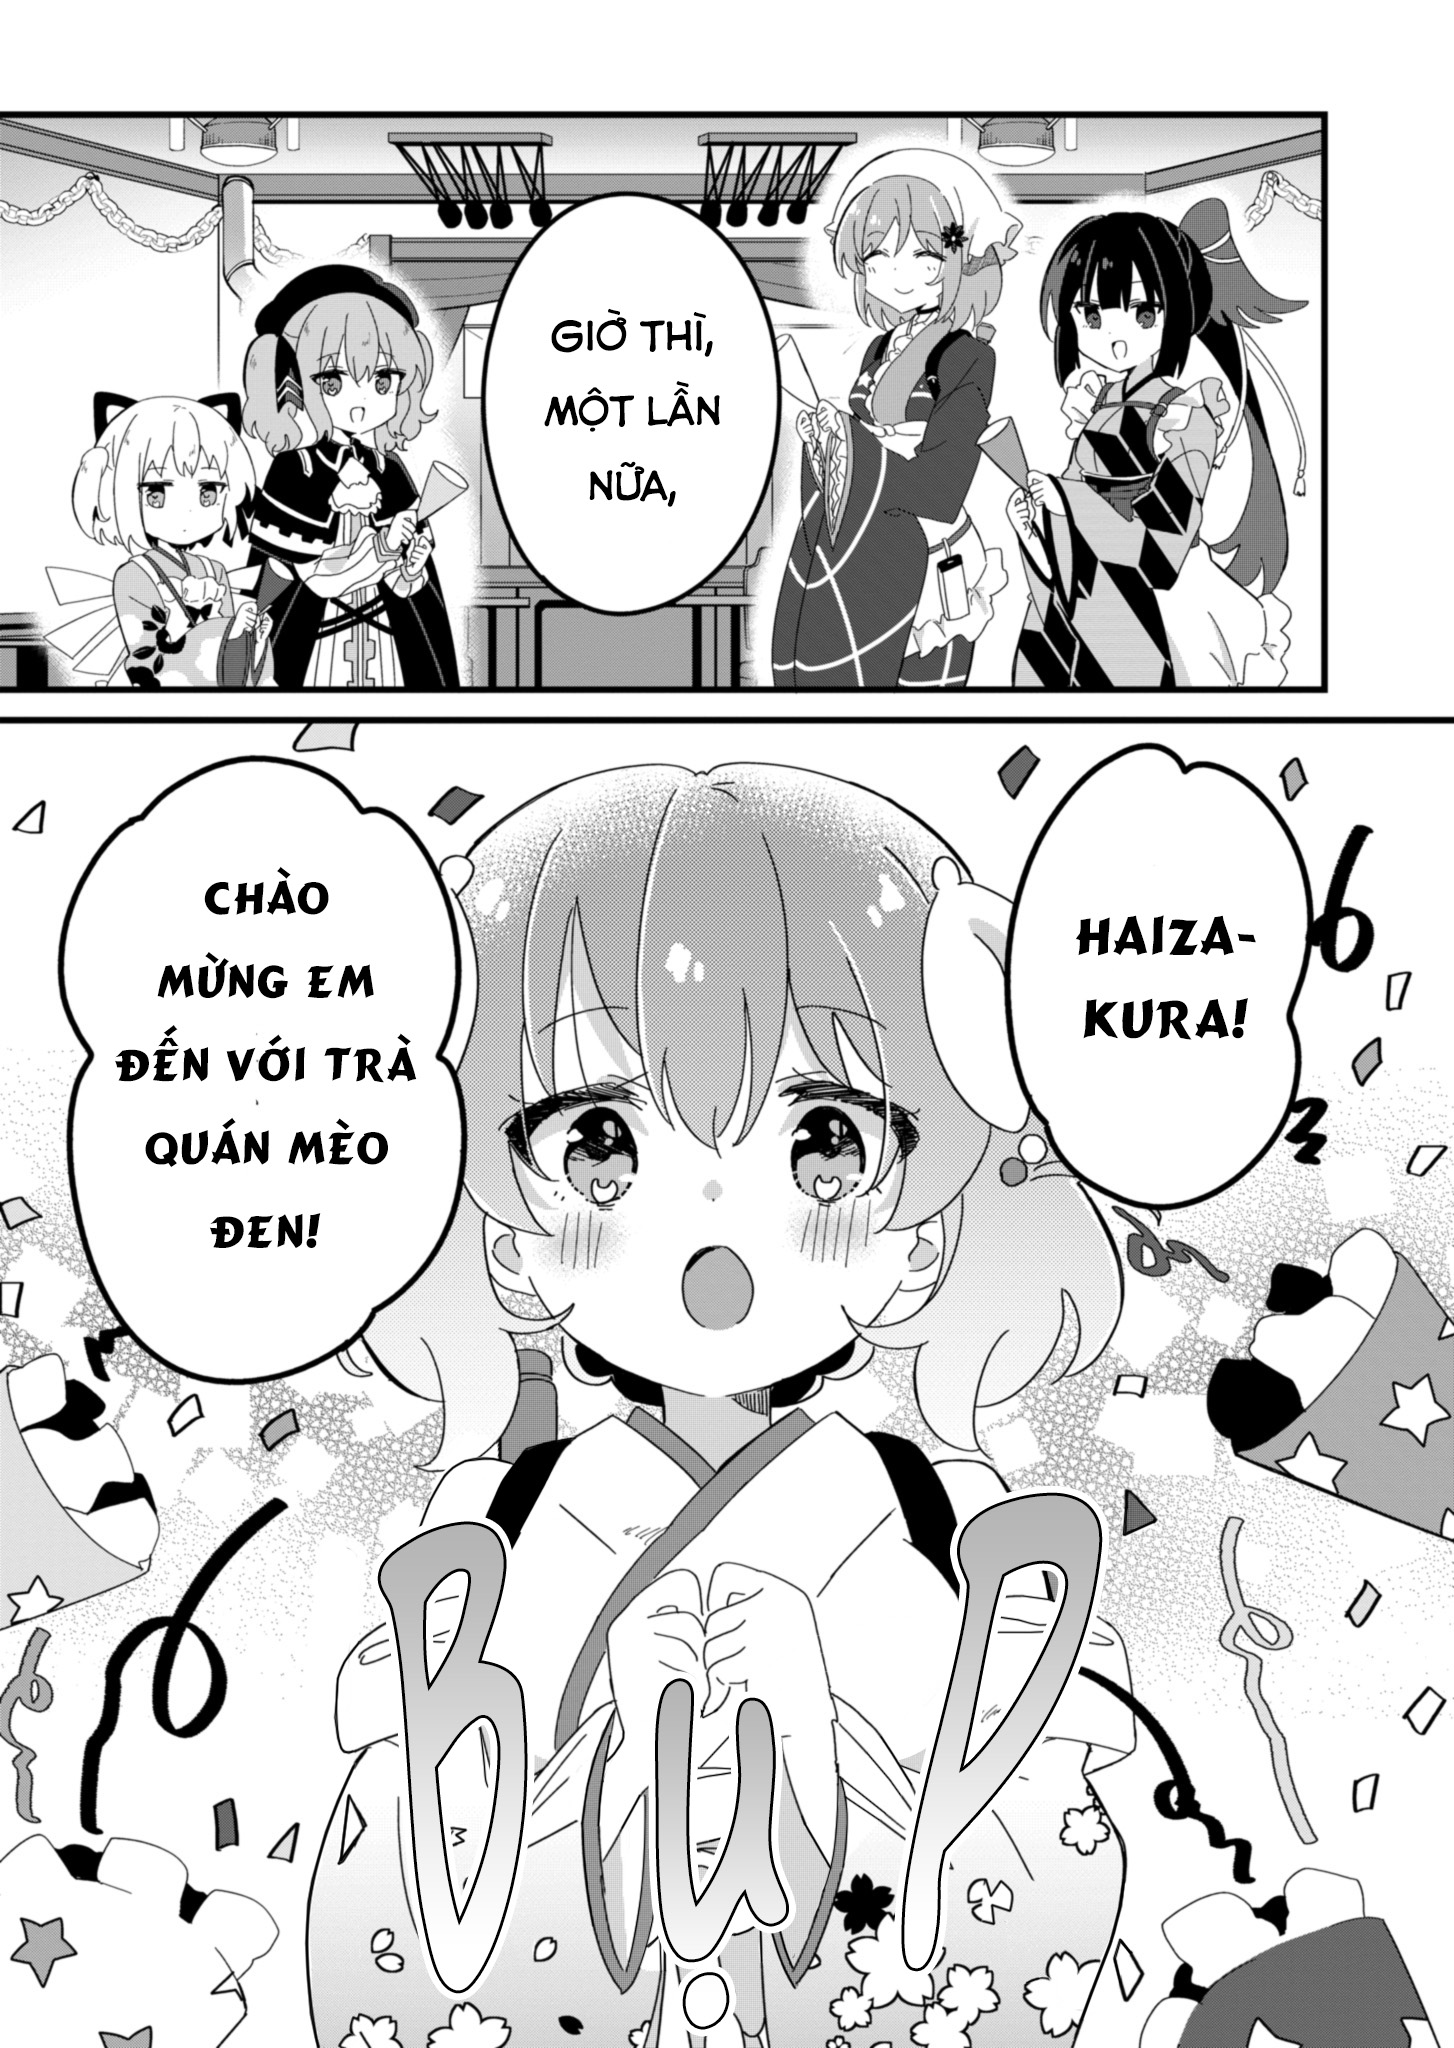 GIỜ THÌ,
MỘT LẦN
NỮA,
HAIZA-
KURA!
CHÀO
MỪNG EM
ĐẾN VỚI TRÀ
QUÁN MÈO
ĐEN!
BỤP